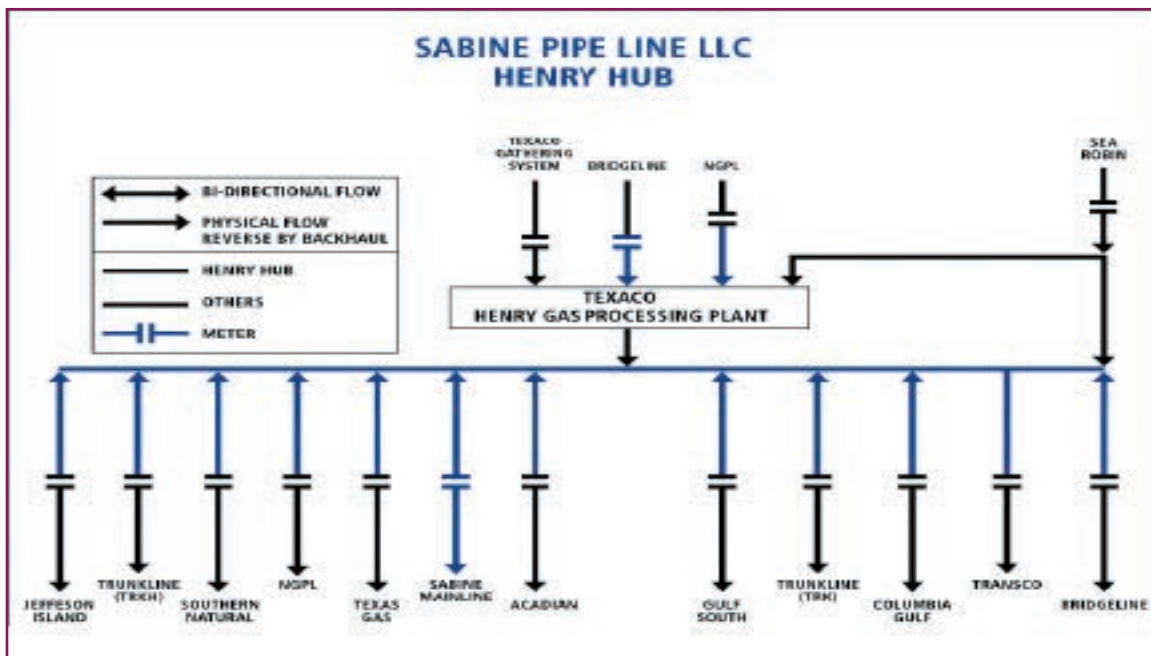 SABINE PIPE LINE LLC
HENRY HUB
TEXACO
GATHERING
SYSTEM
BRIDGELINE
NGPL
SEA
ROBIN
BI-DIRECTIONAL FLOW
PHYSICAL FLOW
REVERSE BY BACKHAUL
HENRY HUB
OTHERS
METER
TEXACO
HENRY GAS PROCESSING PLANT
JEFFESON
ISLAND
TRUNKLINE
(TRKH)
SOUTHERN
NATURAL
NGPL
TEXAS
GAS
SABINE
MAINLINE
ACADIAN
GULF
SOUTH
TRUNKLINE
(TRK)
COLUMBIA
GULF
TRANSCO
BRIDGELINE